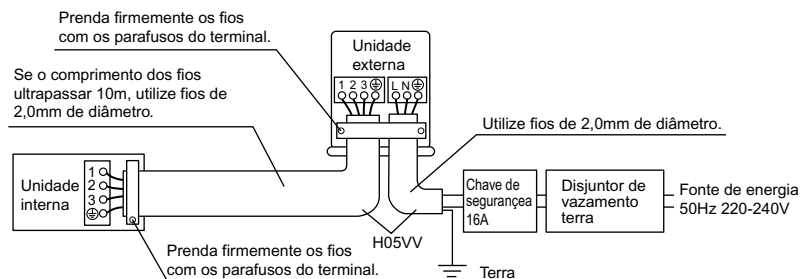 Prenda firmemente os fios
com os parafusos do terminal.
Unidade
externa
1 2 3
L N
Se o comprimento dos fios
ultrapassar 10m, utilize fios de
2,0mm de diâmetro.
Utilize fios de 2,0mm de diâmetro.
Unidade
interna
1
2
3
Chave de
segurançea
16A
Disjuntor de
vazamento
terra
Fonte de energia
50Hz 220-240V
H05VV
Prenda firmemente os fios
com os parafusos do terminal.
Terra